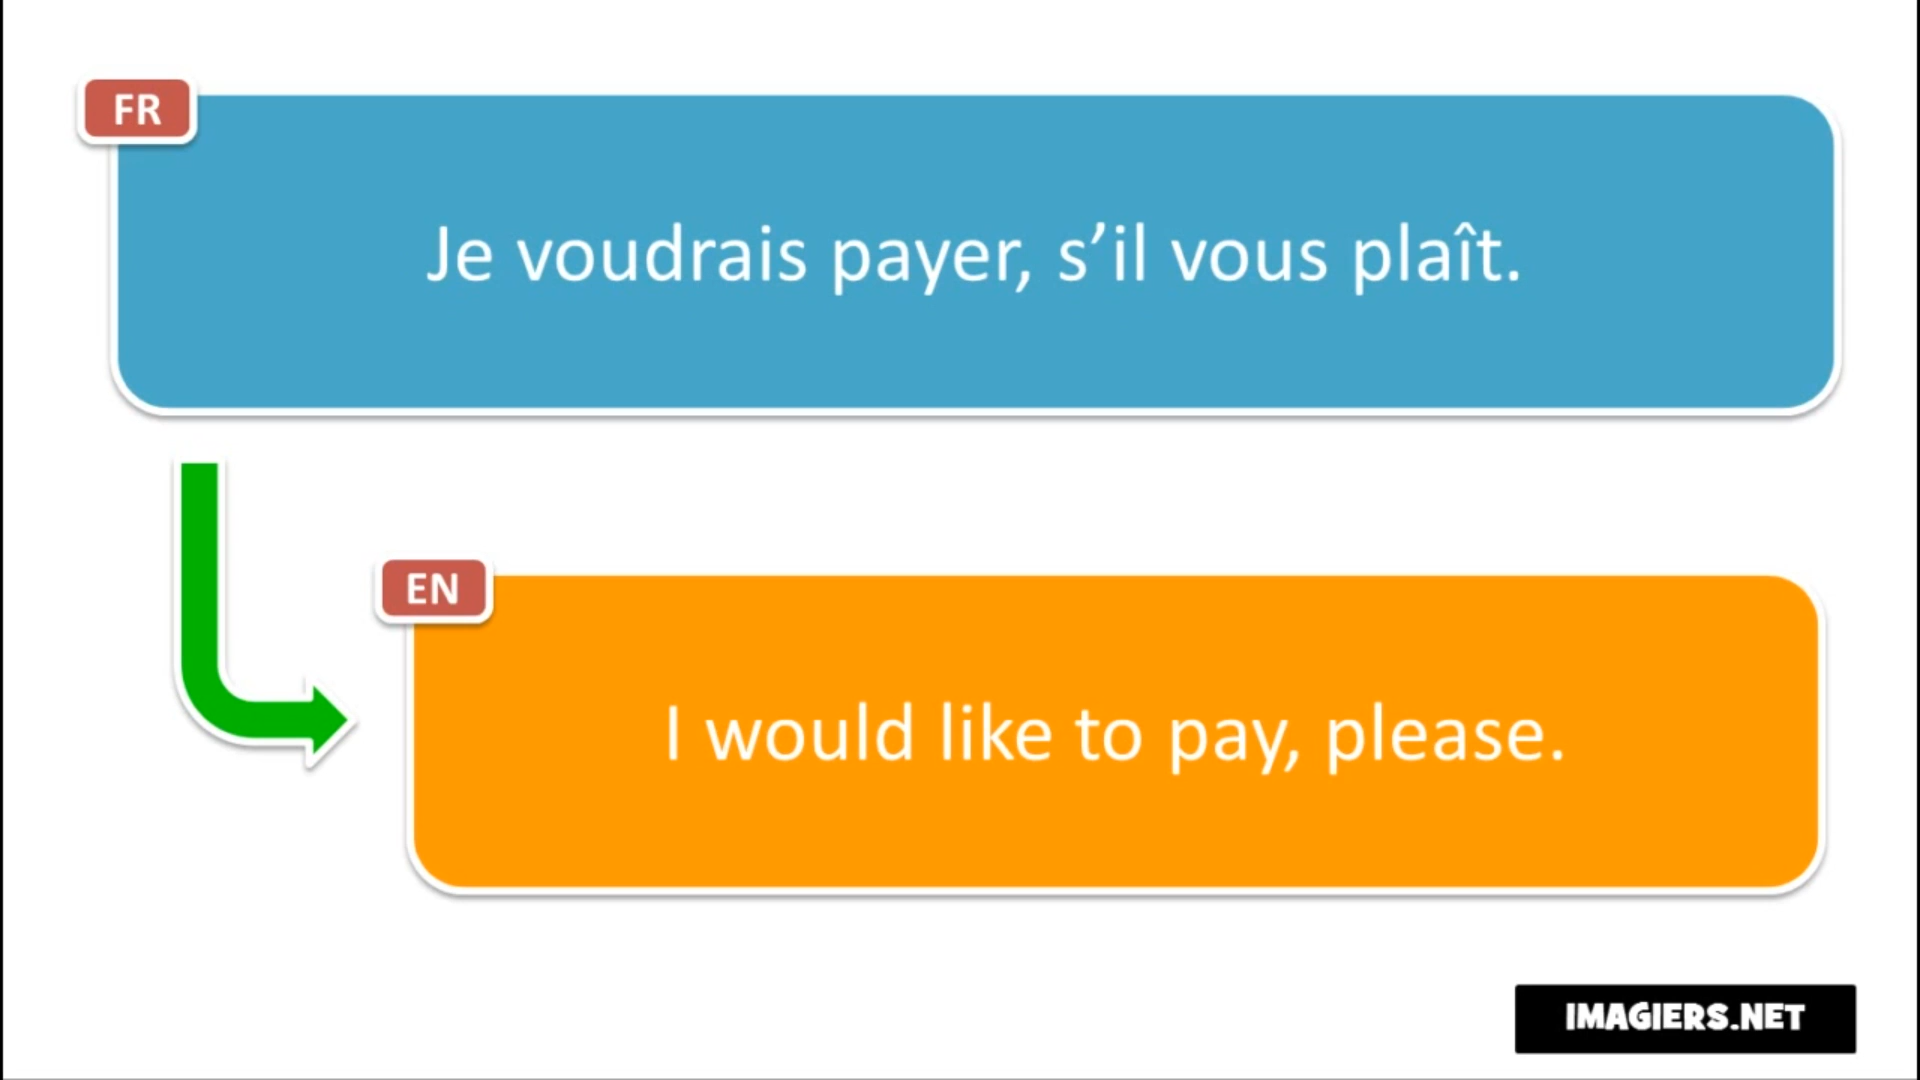 FR
Je voudrais payer, s’il vous plaît.
EN
I would like to pay, please.
IMAGIERS.NET